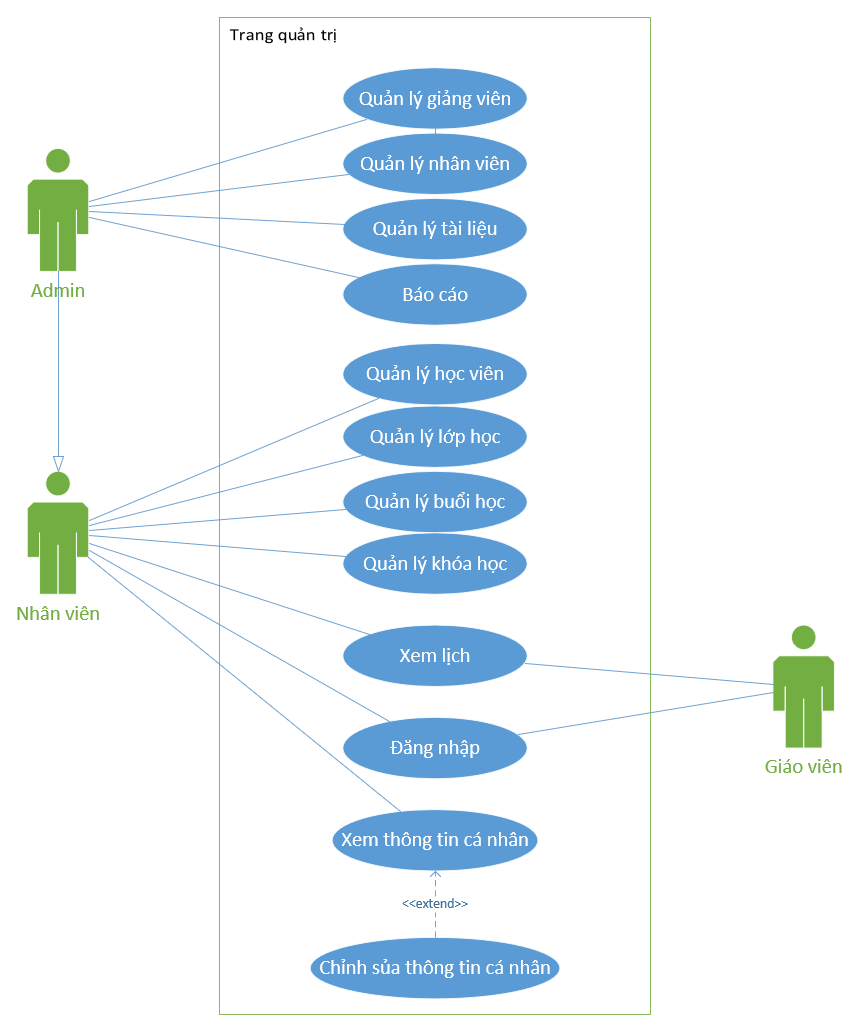 Trang quản trị
Quản lý giảng viên
Quản lý nhân viên
Quản lý tài liệu
Báo cáo
Admin
Quản lý học viên
Quản lý lớp học
Quản lý buổi học
Quản lý khóa học
Nhân viên
Xem lịch
Đăng nhập
Giáo viên
Xem thông tin cá nhân
<<extend>>
Chỉnh sủa thông tin cá nhân